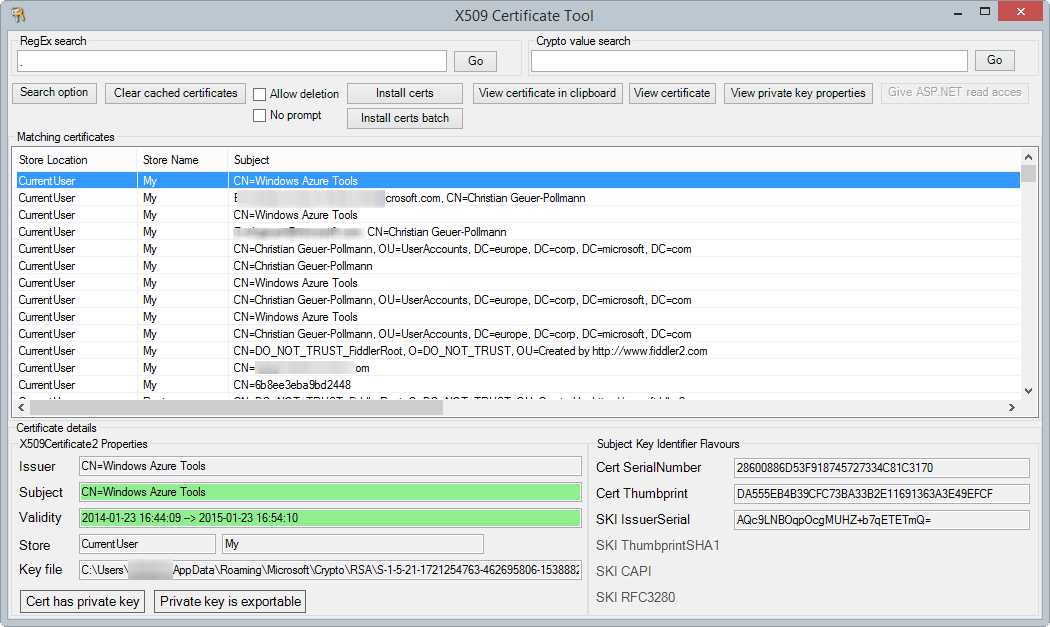 X509 Certificate Tool
RegEx search
Crypto value search
.
Go
Go
Search option
Clear cached certificates
Allow deletion
Install certs
View certificate in clipboard
View certificate
View private key properties
Give ASP.NET read acces
No prompt
Install certs batch
Matching certificates
Store Location Store Name Subject
CurrentUser My CN=Windows Azure Tools
CurrentUser My crosoft.com, CN=Christian Geuer-Pollmann
CurrentUser My CN=Windows Azure Tools
CurrentUser My CN=Christian Geuer-Pollmann
CurrentUser My CN=Christian Geuer-Pollmann, OU=UserAccounts, DC=europe, DC=corp, DC=microsoft, DC=com
CurrentUser My CN=Christian Geuer-Pollmann
CurrentUser My CN=Windows Azure Tools
CurrentUser My CN=Christian Geuer-Pollmann, OU=UserAccounts, DC=europe, DC=corp, DC=microsoft, DC=com
CurrentUser My CN=Windows Azure Tools
CurrentUser My CN=Christian Geuer-Pollmann, OU=UserAccounts, DC=europe, DC=corp, DC=microsoft, DC=com
CurrentUser My CN=DO_NOT_TRUST_FiddlerRoot, O=DO_NOT_TRUST, OU=Created by http://www.fiddler2.com
CurrentUser My CN= om
CurrentUser My CN=6b8ee3eba9bd2448
Certificate details
X509Certificate2 Properties
Issuer CN=Windows Azure Tools
Subject CN=Windows Azure Tools
Validity 2014-01-23 16:44:09 --> 2015-01-23 16:54:10
Store CurrentUser My
Key file C:\Users\ AppData\Roaming\Microsoft\Crypto\RSA\S-1-5-21-1721254763-462695806-1538882
Cert has private key
Private key is exportable
Subject Key Identifier Flavours
Cert SerialNumber 28600886D53F918745727334C81C3170
Cert Thumbprint DA555EB4B39CFC73BA33B2E11691363A3E49EFCF
SKI IssuerSerial AQc9LNBOqpOcgMUHZ+b7qETETmQ=
SKI ThumbprintSHA1
SKI CAPI
SKI RFC3280